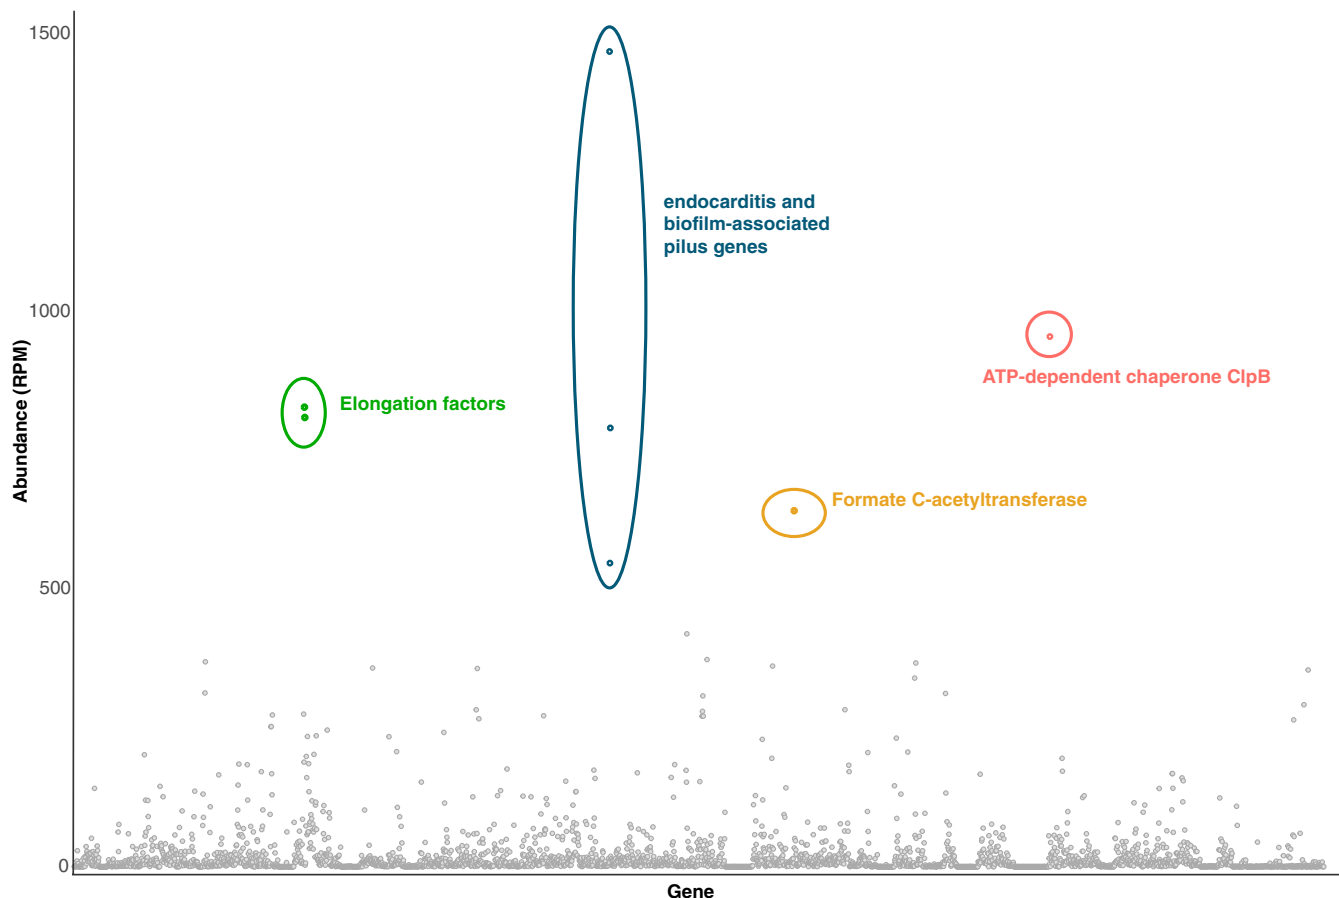 1500
endocarditis and
biofilm-associated
pilus genes
1000
ATP-dependent chaperone ClpB
Elongation factors
Abundance (RPM)
Formate C-acetyltransferase
500
0
Gene